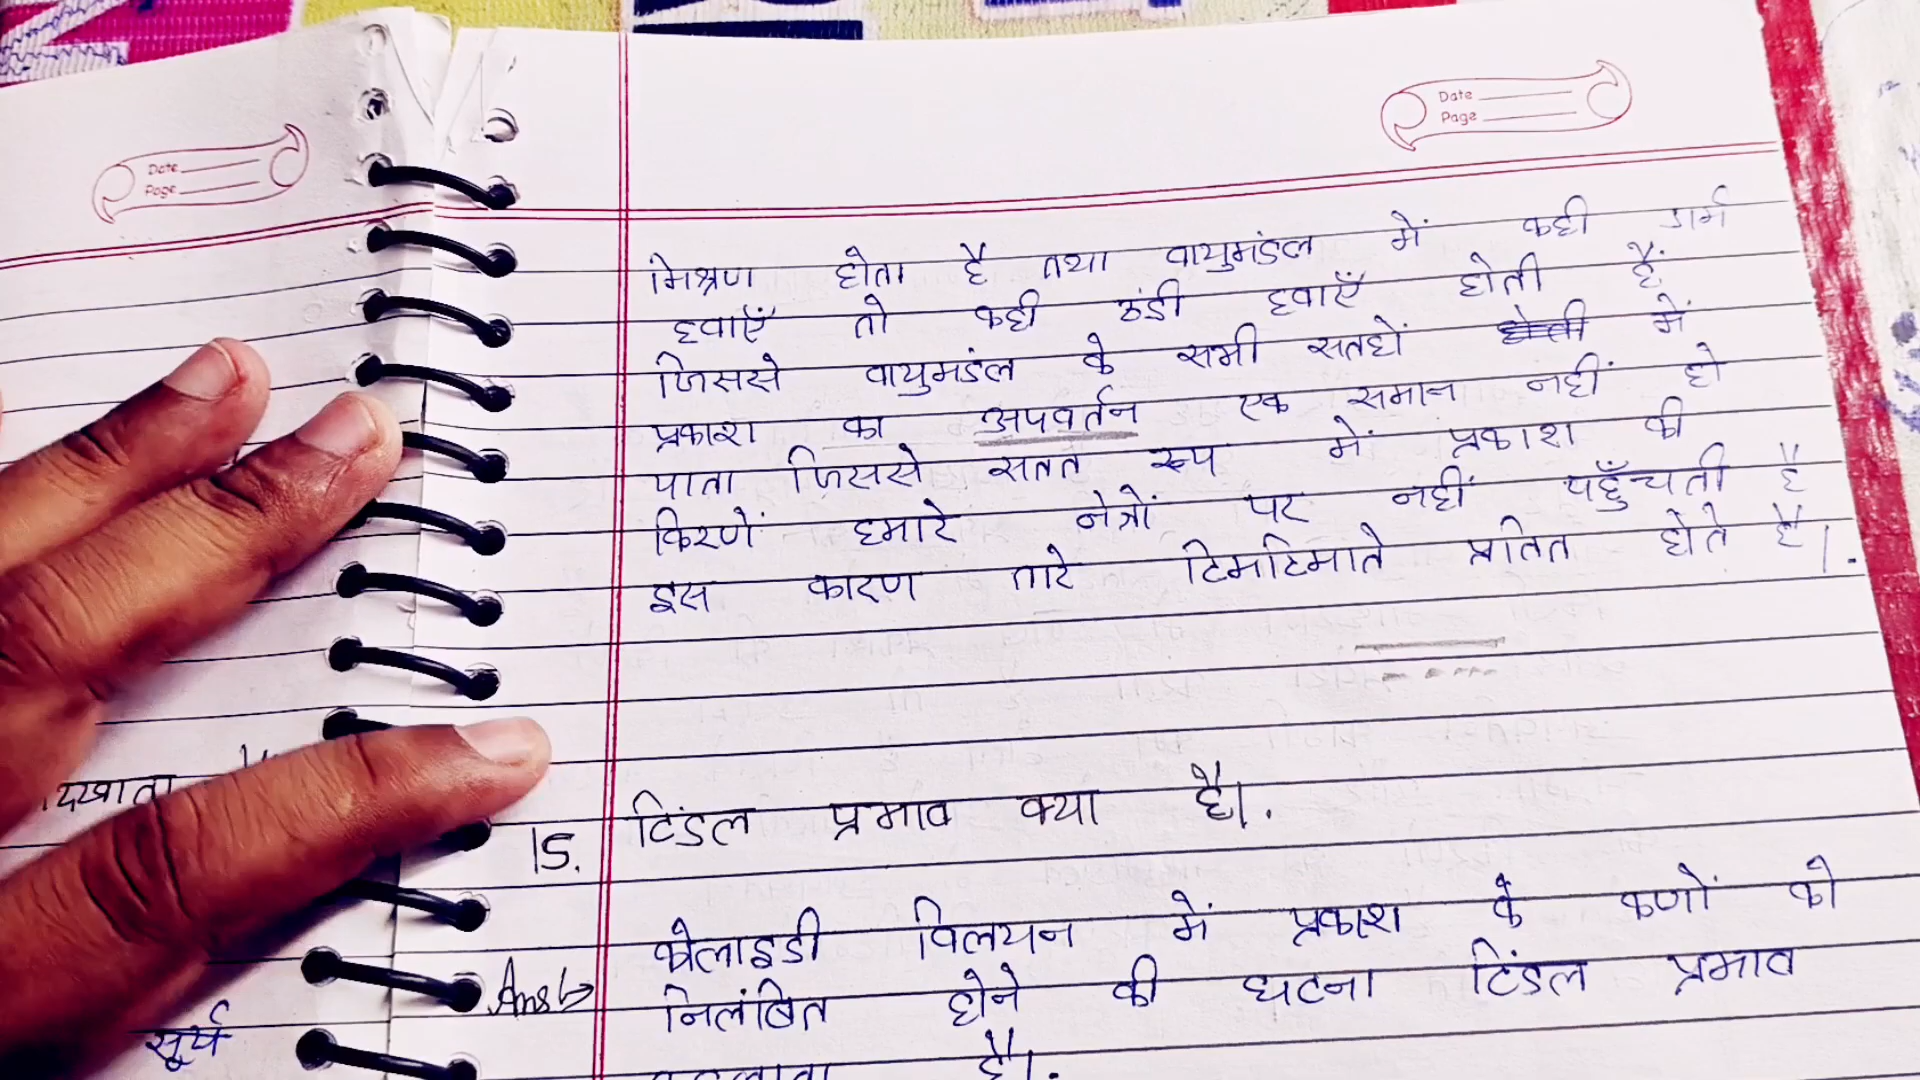 Date
Page
Date
Page
मिश्रण होता है तथा वायुमंडल में कही गर्म
हवाएँ तो कही ठंडी हवाएँ होती हैं
जिससे वायुमडंल के सभी सतहों होती में
प्रकाश का अपवर्तन एक समान नहीं हो
पाता जिससे सतत रूप में प्रकाश की
किरणें हमारे नेत्रों पर नहीं पहुँचती है
इस कारण तारे टिमटिमाते प्रतित होते है।.
15. टिंडल प्रभाव क्या है।.
Ans कोलाइडी विलयन में प्रकाश के कणों को
निलंबित होने की घटना टिंडल प्रभाव
है।.
सूर्य